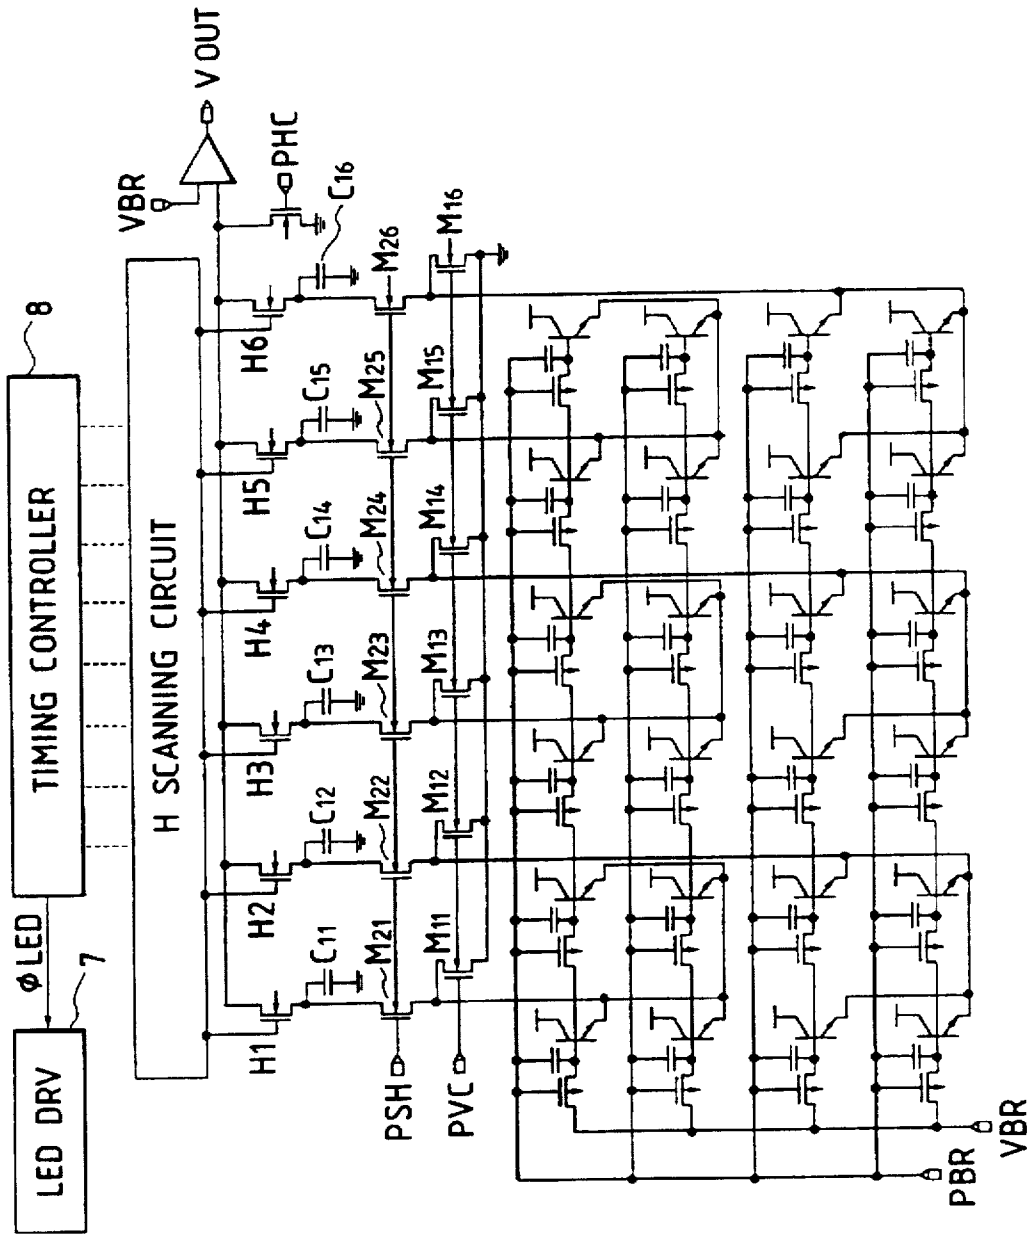 LED DRV
7
ΦLED
TIMING CONTROLLER
8
H SCANNING CIRCUIT
VBR
V OUT
PHC
H1
H2
H3
H4
H5
H6
C11
C12
C13
C14
C15
C16
PSH
M21
M22
M23
M24
M25
M26
PVC
M11
M12
M13
M14
M15
M16
PBR
VBR